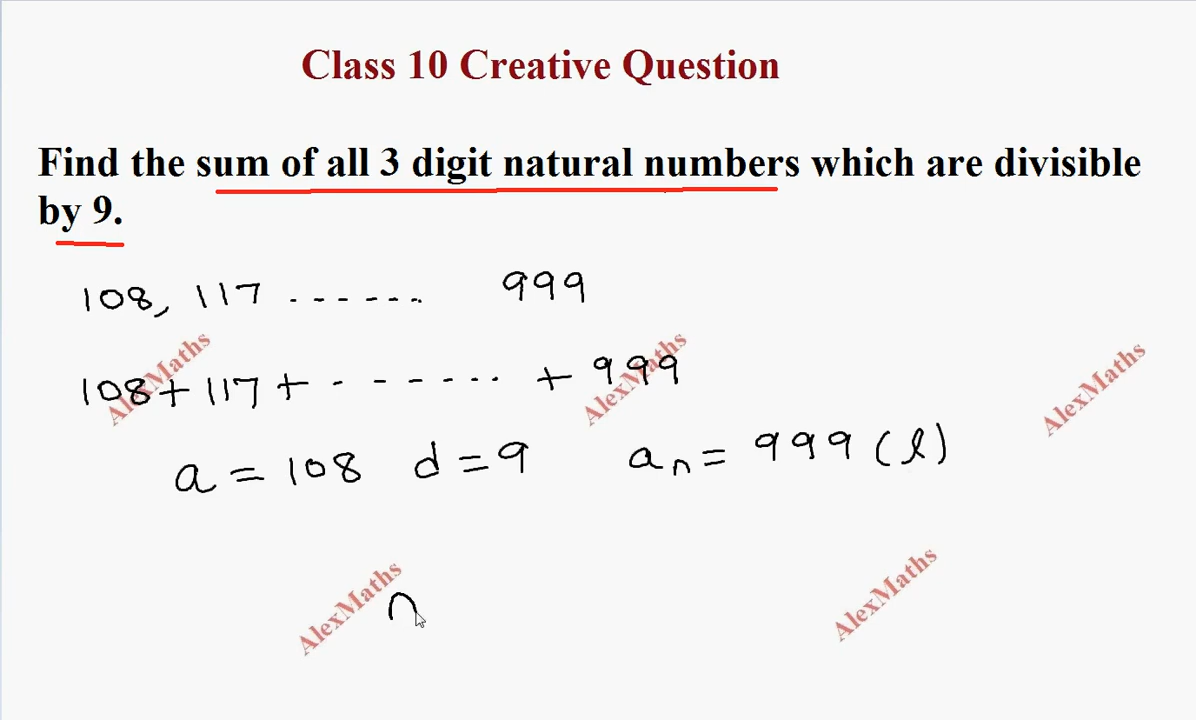 Class 10 Creative Question
Find the sum of all 3 digit natural numbers which are divisible
by 9.
108, 117 ....... 999
108+117+ - - - - - ... + 999
a = 108 d = 9 an = 999 (l)
n
AlexMaths
AlexMaths
AlexMaths
AlexMaths
AlexMaths